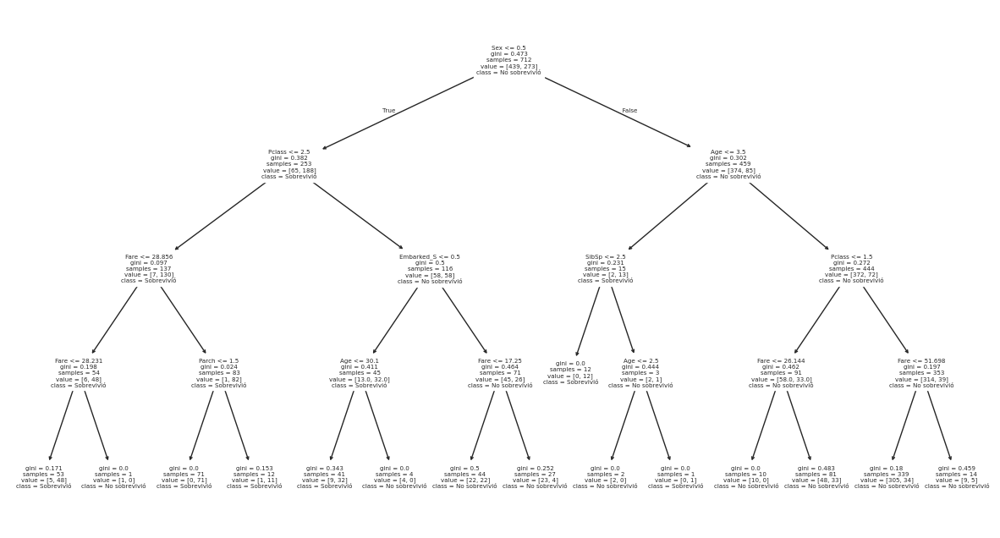 Sex <= 0.5
gini = 0.473
samples = 712
value = [439, 273]
class = No sobrevivió
True
False
Pclass <= 2.5
gini = 0.382
samples = 253
value = [65, 188]
class = Sobrevivió
Age <= 3.5
gini = 0.302
samples = 459
value = [374, 85]
class = No sobrevivió
Fare <= 28.856
gini = 0.097
samples = 137
value = [7, 130]
class = Sobrevivió
Embarked_S <= 0.5
gini = 0.5
samples = 116
value = [58, 58]
class = No sobrevivió
SibSp <= 2.5
gini = 0.231
samples = 15
value = [2, 13]
class = Sobrevivió
Pclass <= 1.5
gini = 0.272
samples = 444
value = [372, 72]
class = No sobrevivió
Fare <= 28.231
gini = 0.198
samples = 54
value = [6, 48]
class = Sobrevivió
Parch <= 1.5
gini = 0.024
samples = 83
value = [1, 82]
class = Sobrevivió
Age <= 30.1
gini = 0.411
samples = 45
value = [13.0, 32.0]
class = Sobrevivió
Fare <= 17.25
gini = 0.464
samples = 71
value = [45, 26]
class = No sobrevivió
gini = 0.0
samples = 12
value = [0, 12]
class = Sobrevivió
Age <= 2.5
gini = 0.444
samples = 3
value = [2, 1]
class = No sobrevivió
Fare <= 26.144
gini = 0.462
samples = 91
value = [58.0, 33.0]
class = No sobrevivió
Fare <= 51.698
gini = 0.197
samples = 353
value = [314, 39]
class = No sobrevivió
gini = 0.171
samples = 53
value = [5, 48]
class = Sobrevivió
gini = 0.0
samples = 1
value = [1, 0]
class = No sobrevivió
gini = 0.0
samples = 71
value = [0, 71]
class = Sobrevivió
gini = 0.153
samples = 12
value = [1, 11]
class = Sobrevivió
gini = 0.343
samples = 41
value = [9, 32]
class = Sobrevivió
gini = 0.0
samples = 4
value = [4, 0]
class = No sobrevivió
gini = 0.5
samples = 44
value = [22, 22]
class = No sobrevivió
gini = 0.252
samples = 27
value = [23, 4]
class = No sobrevivió
gini = 0.0
samples = 2
value = [2, 0]
class = No sobrevivió
gini = 0.0
samples = 1
value = [0, 1]
class = Sobrevivió
gini = 0.0
samples = 10
value = [10, 0]
class = No sobrevivió
gini = 0.483
samples = 81
value = [48, 33]
class = No sobrevivió
gini = 0.18
samples = 339
value = [305, 34]
class = No sobrevivió
gini = 0.459
samples = 14
value = [9, 5]
class = No sobrevivió